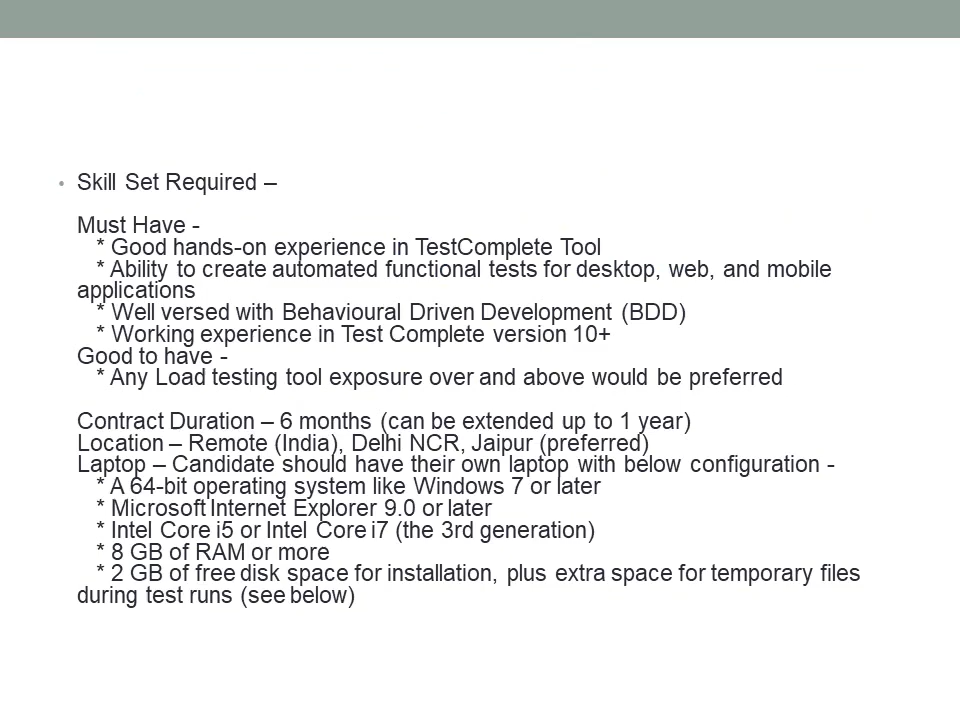 • Skill Set Required –
Must Have -
* Good hands-on experience in TestComplete Tool
* Ability to create automated functional tests for desktop, web, and mobile
applications
* Well versed with Behavioural Driven Development (BDD)
* Working experience in Test Complete version 10+
Good to have -
* Any Load testing tool exposure over and above would be preferred
Contract Duration – 6 months (can be extended up to 1 year)
Location – Remote (India), Delhi NCR, Jaipur (preferred)
Laptop – Candidate should have their own laptop with below configuration -
* A 64-bit operating system like Windows 7 or later
* Microsoft Internet Explorer 9.0 or later
* Intel Core i5 or Intel Core i7 (the 3rd generation)
* 8 GB of RAM or more
* 2 GB of free disk space for installation, plus extra space for temporary files
during test runs (see below)